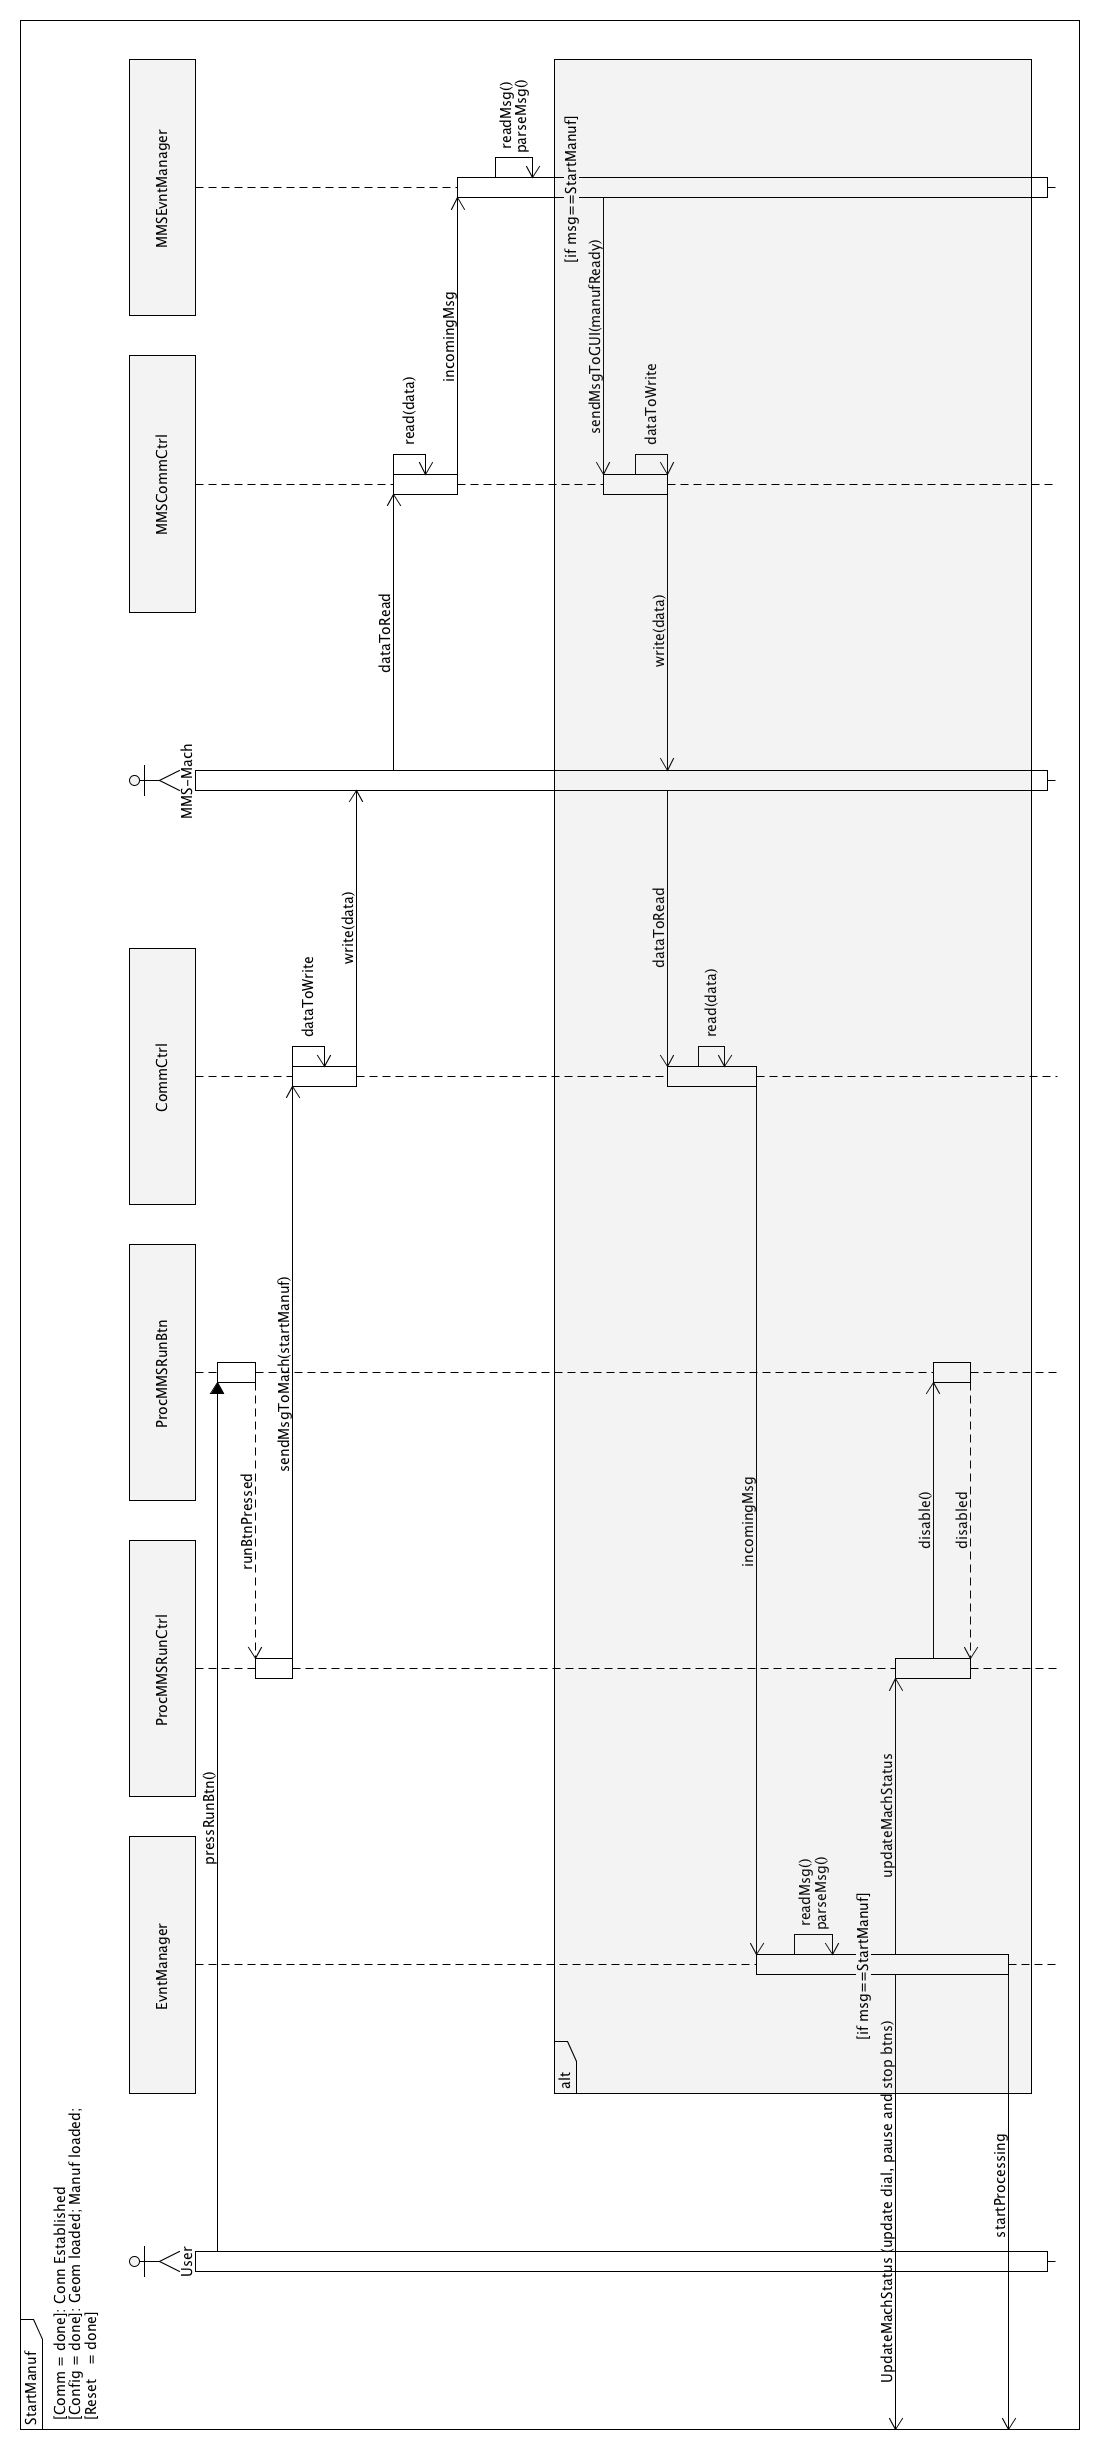 StartManuf
[Comm = done]: Conn Established
[Config = done]: Geom loaded; Manuf loaded;
[Reset = done]
User
EvntManager
ProcMMSRunCtrl
ProcMMSRunBtn
CommCtrl
MMS-Mach
MMSCommCtrl
MMSEvntManager
pressRunBtn()
runBtnPressed
sendMsgToMach(startManuf)
dataToWrite
write(data)
dataToRead
read(data)
incomingMsg
readMsg()
parseMsg()
alt
[if msg==StartManuf]
sendMsgToGUI(manufReady)
dataToWrite
write(data)
dataToRead
read(data)
incomingMsg
readMsg()
parseMsg()
[if msg==StartManuf]
UpdateMachStatus (update dial, pause and stop btns)
updateMachStatus
disable()
disabled
startProcessing